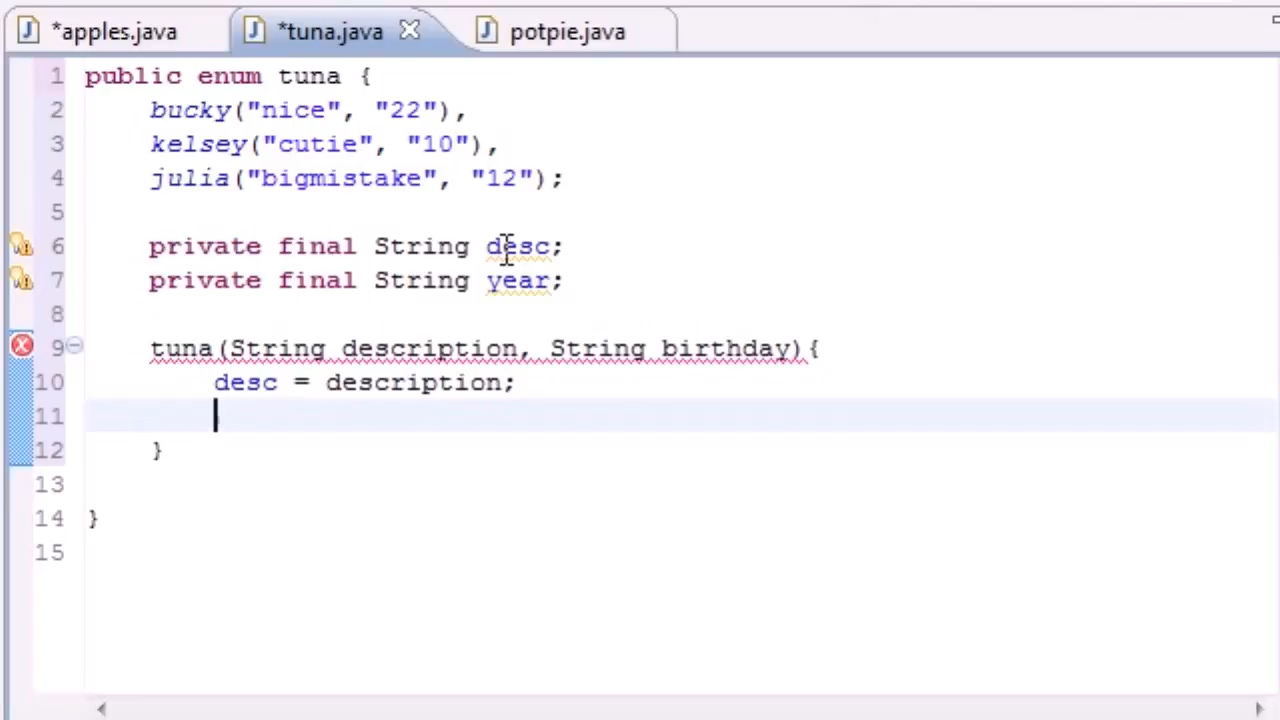 *apples.java *tuna.java potpie.java
1 public enum tuna {
2 bucky("nice", "22"),
3 kelsey("cutie", "10"),
4 julia("bigmistake", "12");
5
6 private final String desc;
7 private final String year;
8
9 tuna(String description, String birthday){
10 desc = description;
11
12 }
13
14 }
15